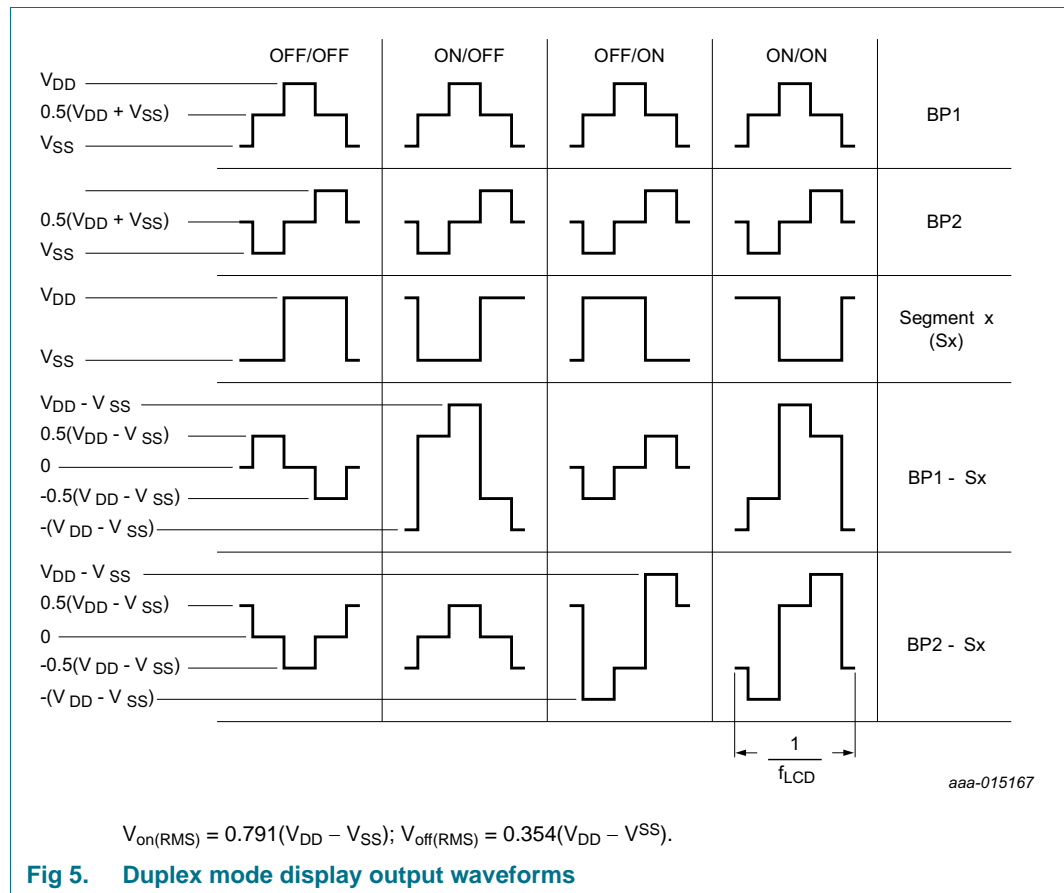 OFF/OFF ON/OFF OFF/ON ON/ON
VDD
0.5(VDD + VSS)
VSS
BP1
0.5(VDD + VSS)
VSS
BP2
VDD
VSS
Segment x
(Sx)
VDD - V SS
0.5(VDD - V SS)
0
-0.5(V DD - V SS)
-(V DD - V SS)
BP1 - Sx
VDD - V SS
0.5(VDD - V SS)
0
-0.5(V DD - V SS)
-(V DD - V SS)
BP2 - Sx
1
fLCD
aaa-015167
Von(RMS) = 0.791(VDD − VSS); Voff(RMS) = 0.354(VDD − VSS).
Fig 5. Duplex mode display output waveforms